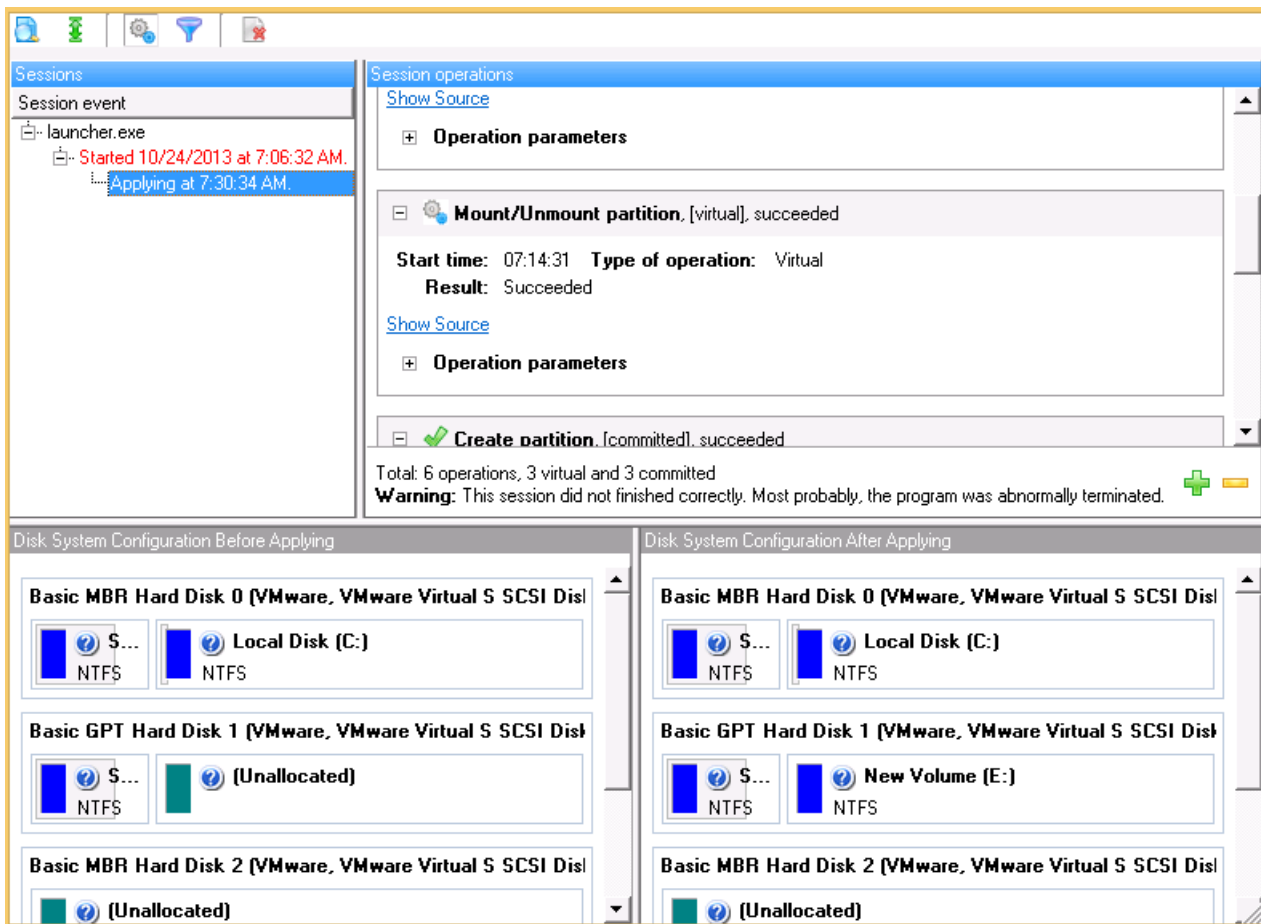 Sessions
Session event
launcher.exe
Started 10/24/2013 at 7:06:32 AM.
Applying at 7:30:34 AM.
Session operations
Show Source
Operation parameters
Mount/Unmount partition, [virtual], succeeded
Start time: 07:14:31 Type of operation: Virtual
Result: Succeeded
Show Source
Operation parameters
Create partition, [committed], succeeded
Total: 6 operations, 3 virtual and 3 committed
Warning: This session did not finished correctly. Most probably, the program was abnormally terminated.
Disk System Configuration Before Applying
Basic MBR Hard Disk 0 (VMware, VMware Virtual S SCSI Disl
S... Local Disk (C:)
NTFS NTFS
Basic GPT Hard Disk 1 (VMware, VMware Virtual S SCSI Disk
S... (Unallocated)
NTFS
Basic MBR Hard Disk 2 (VMware, VMware Virtual S SCSI Disl
(Unallocated)
Disk System Configuration After Applying
Basic MBR Hard Disk 0 (VMware, VMware Virtual S SCSI Disl
S... Local Disk (C:)
NTFS NTFS
Basic GPT Hard Disk 1 (VMware, VMware Virtual S SCSI Disk
S... New Volume (E:)
NTFS NTFS
Basic MBR Hard Disk 2 (VMware, VMware Virtual S SCSI Disl
(Unallocated)